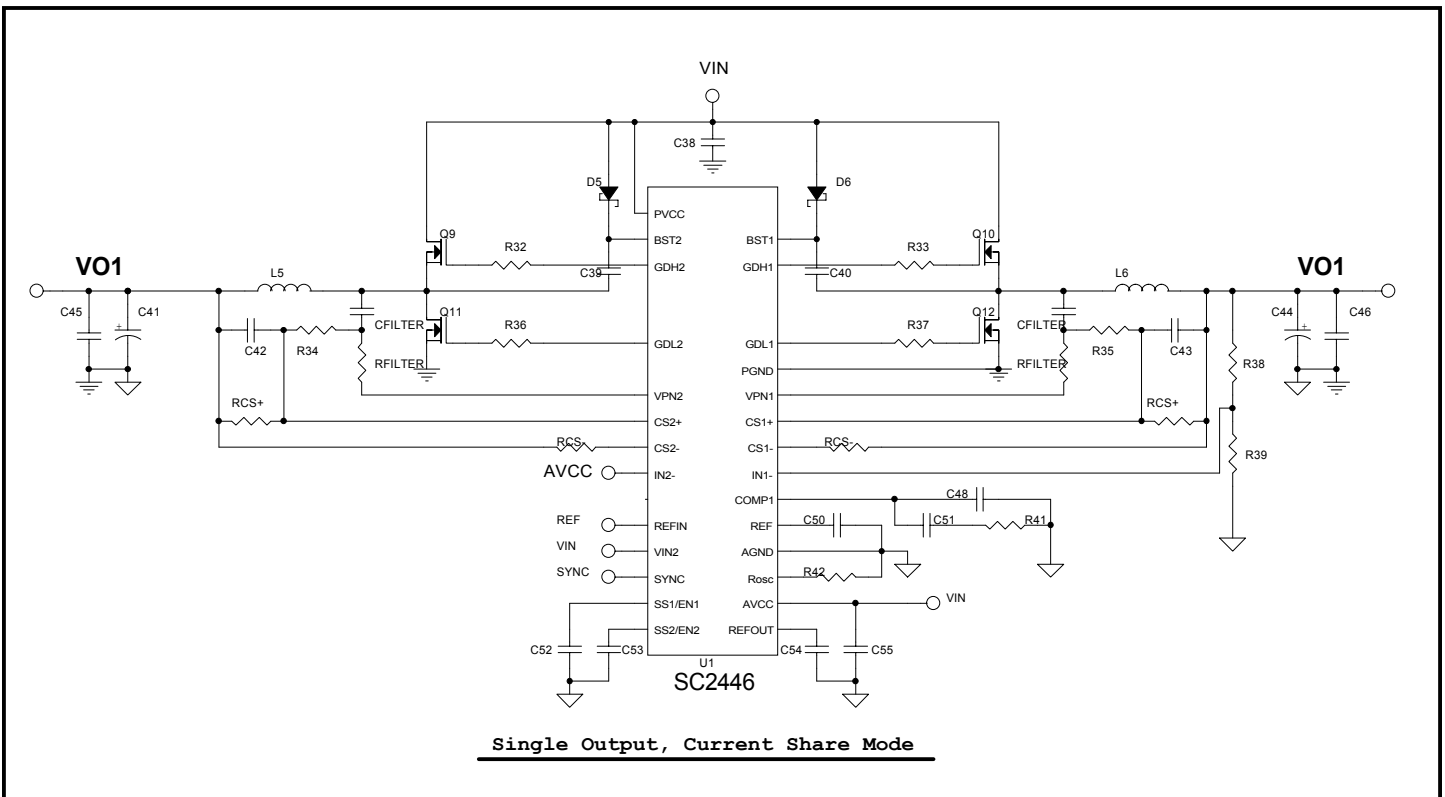 VIN
C38
D5
D6
PVCC
Q9
R32
BST2
BST1
R33
Q10
VO1
L5
C39
GDH2
GDH1
C40
L6
VO1
C45
C41
CFILTER
Q11
R36
Q12
CFILTER
C44
C46
C42
R34
RFILTER
GDL2
GDL1
R37
RFILTER
R35
C43
R38
PGND
RCS+
VPN2
VPN1
RCS+
CS2+
CS1+
RCS-
CS2-
CS1-
RCS-
R39
AVCC
IN2-
IN1-
COMP1
C48
REF
REFIN
REF
C50
C51
R41
VIN
VIN2
AGND
SYNC
SYNC
Rosc
R42
SS1/EN1
AVCC
VIN
SS2/EN2
REFOUT
C52
C53
C54
C55
U1
SC2446
Single Output, Current Share Mode